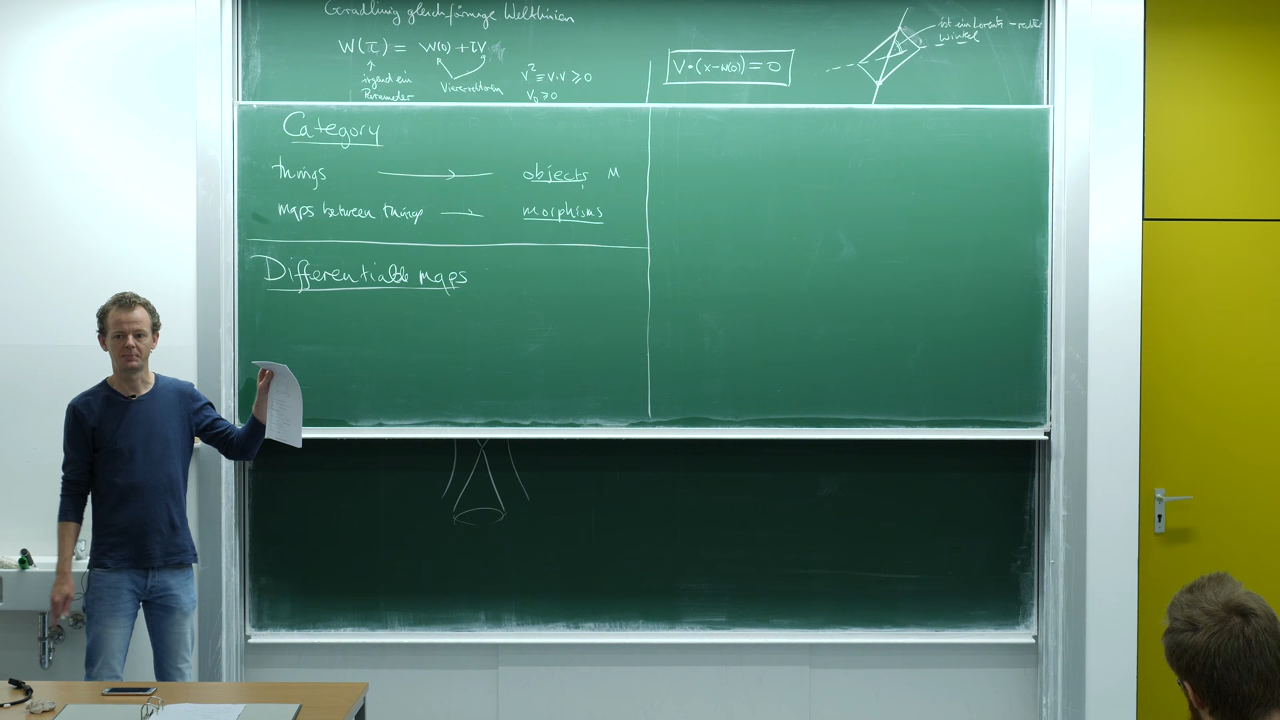 Geradlinig gleichförmige Weltlinien
W(τ) = W(0) + τV
irgendein
Parameter
Vierervektoren
V² = V·V ≥ 0
V₀ ≥ 0
V•(x-W(0)) = 0
ist ein Lorentz-rechter
Winkel
Category
things ⟶ objects M
maps between things ⟶ morphisms
Differentiable maps